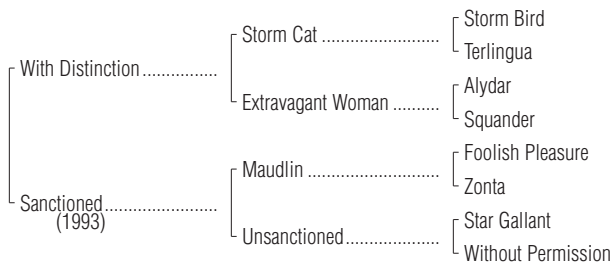 Storm Bird
Storm Cat ........................
Terlingua
With Distinction ...............
Alydar
Extravagant Woman ..........
Squander
Foolish Pleasure
Maudlin ...........................
Zonta
Sanctioned ......................
(1993)
Star Gallant
Unsanctioned ...................
Without Permission